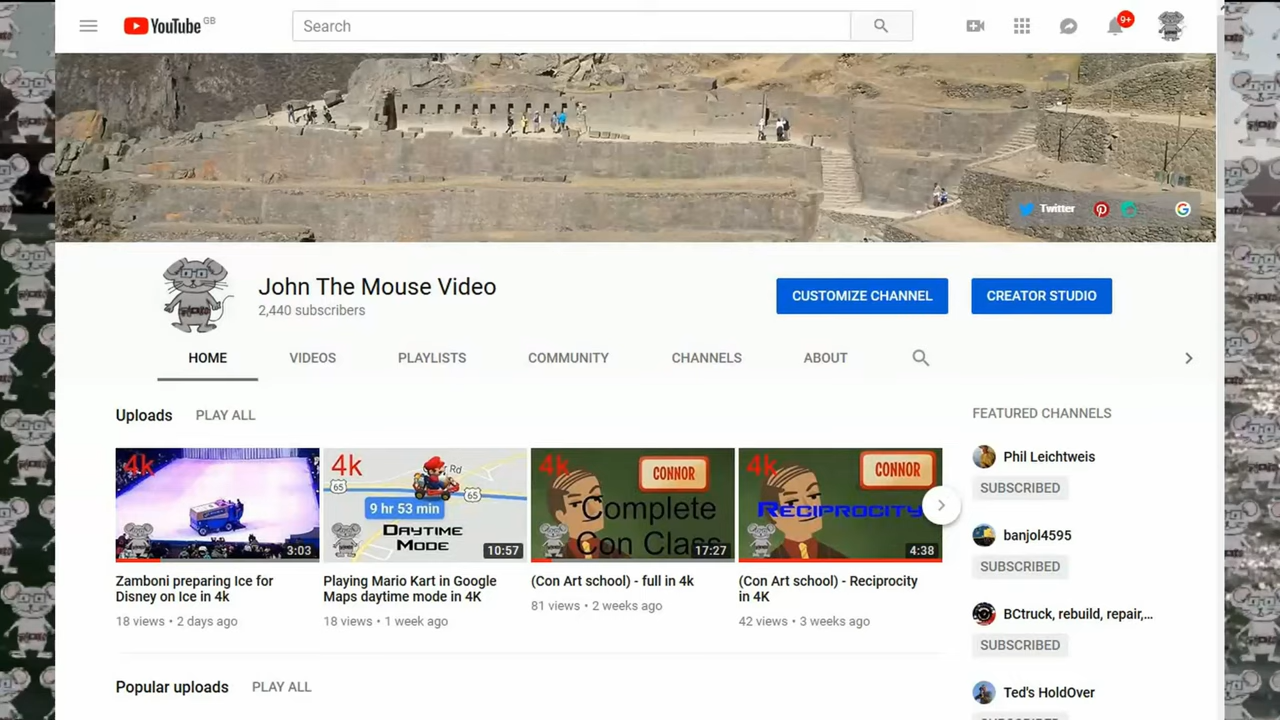 YouTube GB
Search
9+
Twitter
John The Mouse Video
2,440 subscribers
CUSTOMIZE CHANNEL
CREATOR STUDIO
HOME
VIDEOS
PLAYLISTS
COMMUNITY
CHANNELS
ABOUT
Uploads
PLAY ALL
4k
3:03
Zamboni preparing Ice for
Disney on Ice in 4k
18 views • 2 days ago
4k
Rd
65
65
9 hr 53 min
DAYTIME
MODE
10:57
Playing Mario Kart in Google
Maps daytime mode in 4K
18 views • 1 week ago
4k
CONNOR
Complete
Con Class
17:27
(Con Art school) - full in 4k
81 views • 2 weeks ago
4k
CONNOR
RECIPROCITY
4:38
(Con Art school) - Reciprocity
in 4K
42 views • 3 weeks ago
FEATURED CHANNELS
Phil Leichtweis
SUBSCRIBED
banjol4595
SUBSCRIBED
BCtruck, rebuild, repair,...
SUBSCRIBED
Ted's HoldOver
SUBSCRIBED
Popular uploads
PLAY ALL